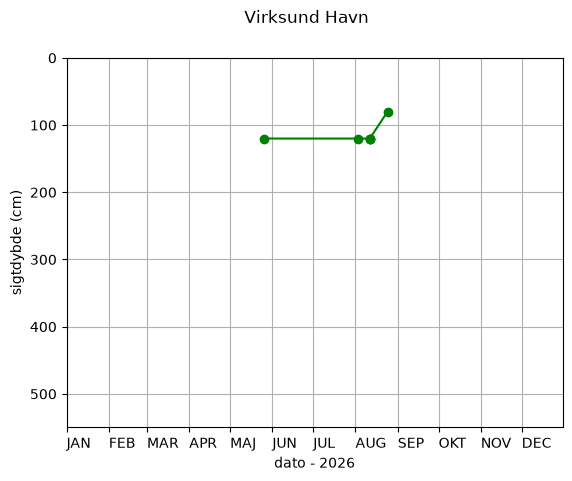 Virksund Havn
0
100
200
300
400
500
sigtdybde (cm)
JAN FEB MAR APR MAJ JUN JUL AUG SEP OKT NOV DEC
dato - 2026